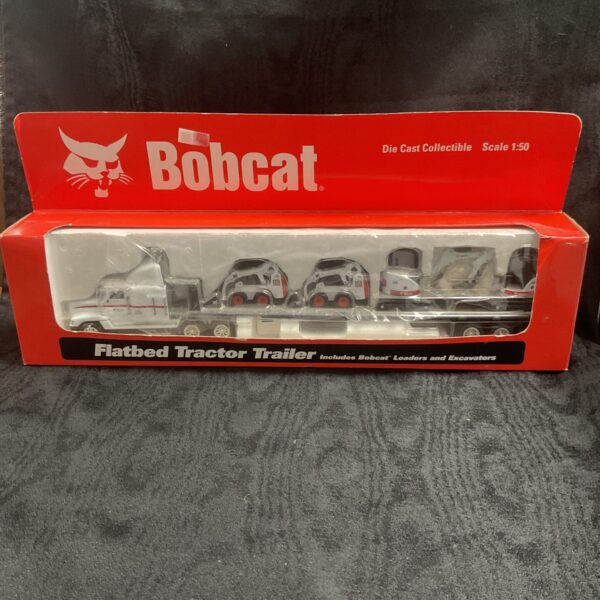 Die Cast Collectible Scale 1:50
Bobcat®
Flatbed Tractor Trailer Includes Bobcat® Loaders and Excavators